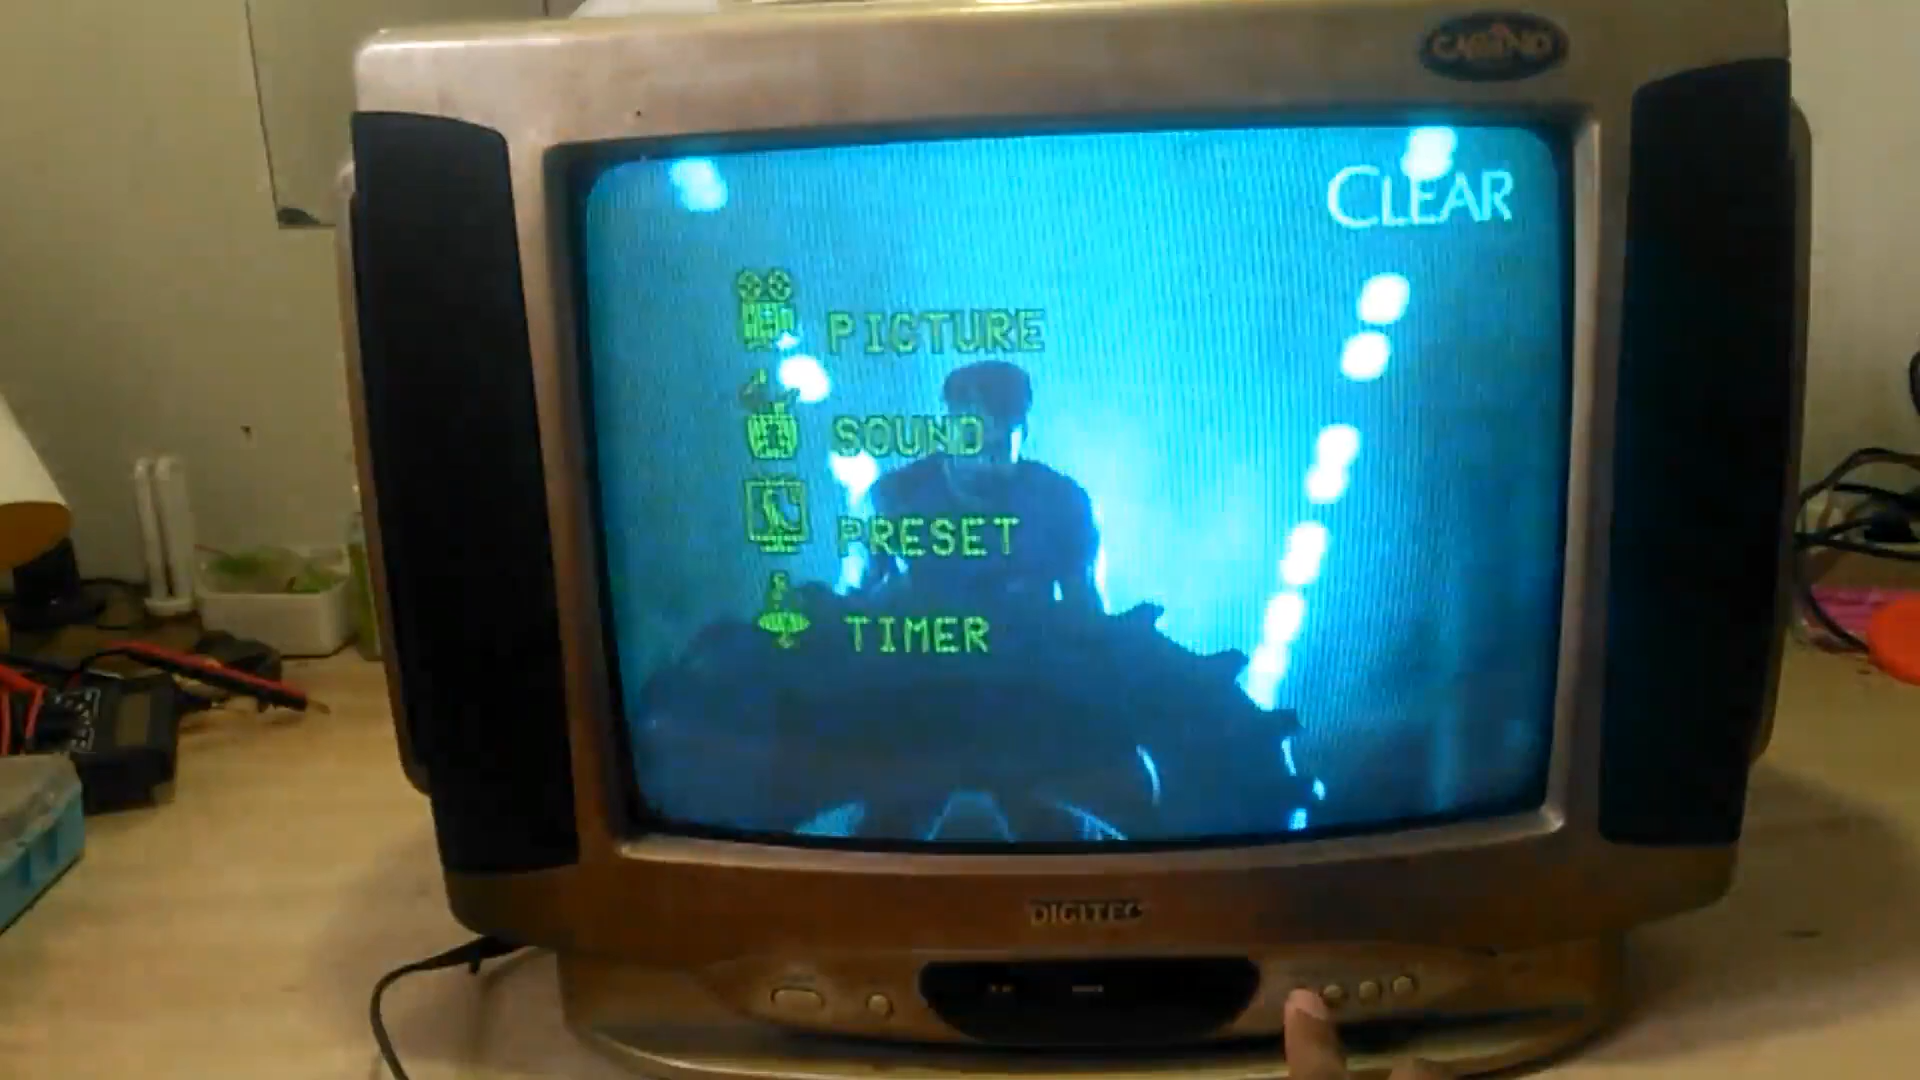 CLEAR
PICTURE
SOUND
PRESET
TIMER
DIGITEC